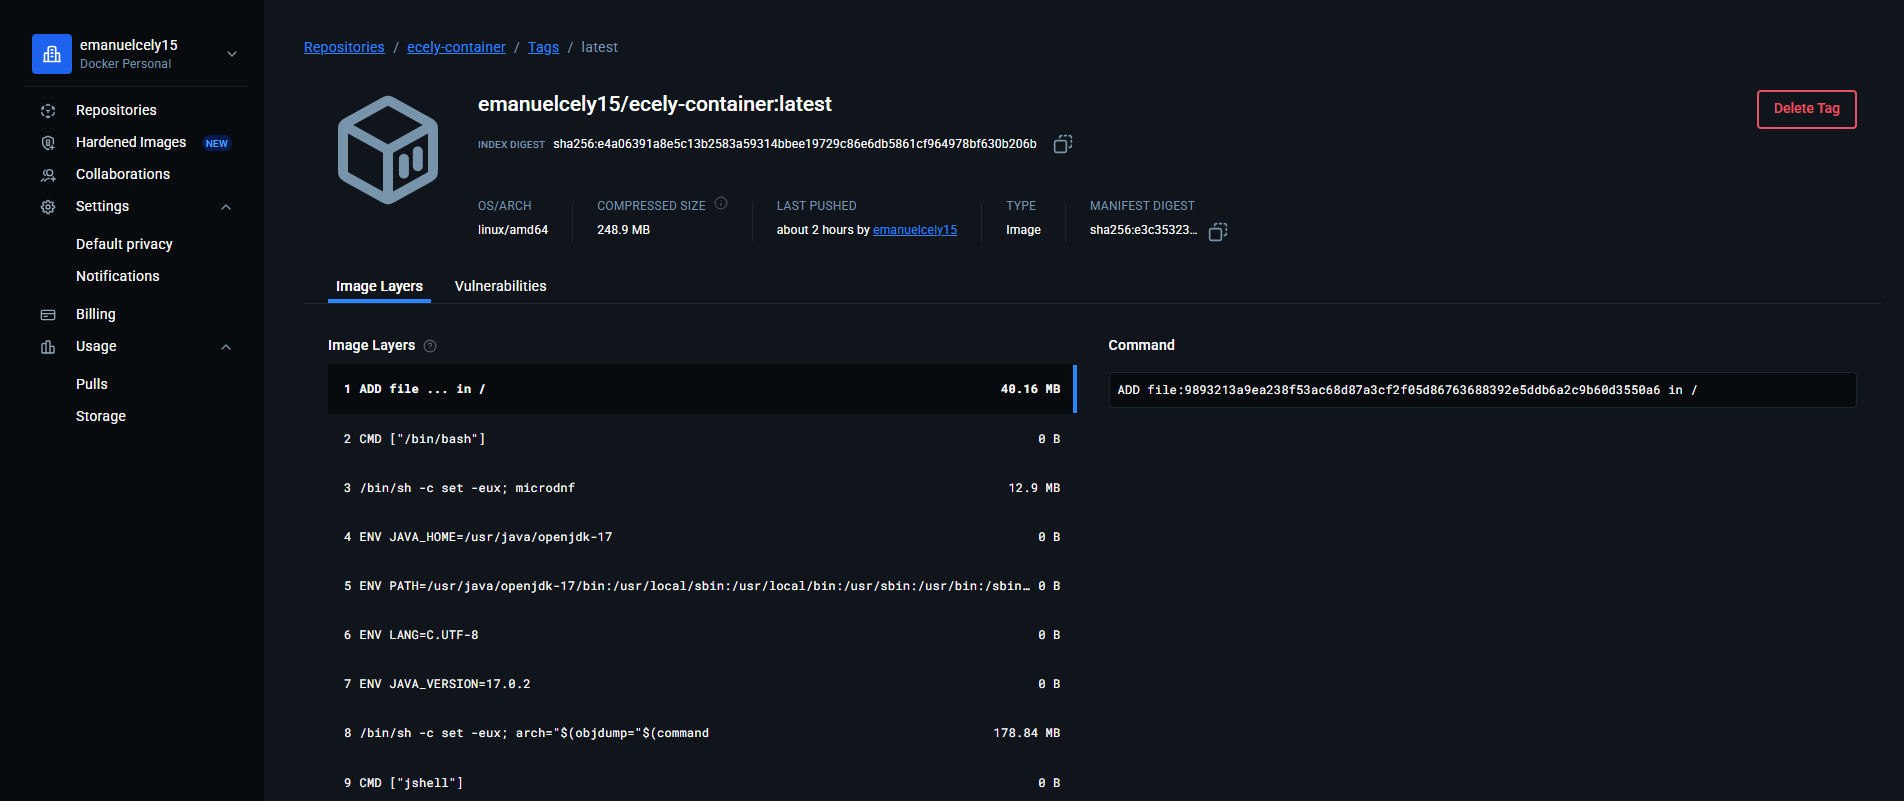 emanuelcely15
Docker Personal
Repositories
Hardened Images NEW
Collaborations
Settings
Default privacy
Notifications
Billing
Usage
Pulls
Storage
Repositories / ecely-container / Tags / latest
emanuelcely15/ecely-container:latest
Delete Tag
INDEX DIGEST sha256:e4a06391a8e5c13b2583a59314bbee19729c86e6db5861cf964978bf630b206b
OS/ARCH COMPRESSED SIZE LAST PUSHED TYPE MANIFEST DIGEST
linux/amd64 248.9 MB about 2 hours by emanuelcely15 Image sha256:e3c35323...
Image Layers Vulnerabilities
Image Layers
1 ADD file ... in / 40.16 MB
2 CMD ["/bin/bash"] 0 B
3 /bin/sh -c set -eux; microdnf 12.9 MB
4 ENV JAVA_HOME=/usr/java/openjdk-17 0 B
5 ENV PATH=/usr/java/openjdk-17/bin:/usr/local/sbin:/usr/local/bin:/usr/sbin:/usr/bin:/sbin… 0 B
6 ENV LANG=C.UTF-8 0 B
7 ENV JAVA_VERSION=17.0.2 0 B
8 /bin/sh -c set -eux; arch="$(objdump="$(command 178.84 MB
9 CMD ["jshell"] 0 B
Command
ADD file:9893213a9ea238f53ac68d87a3cf2f05d86763688392e5ddb6a2c9b60d3550a6 in /